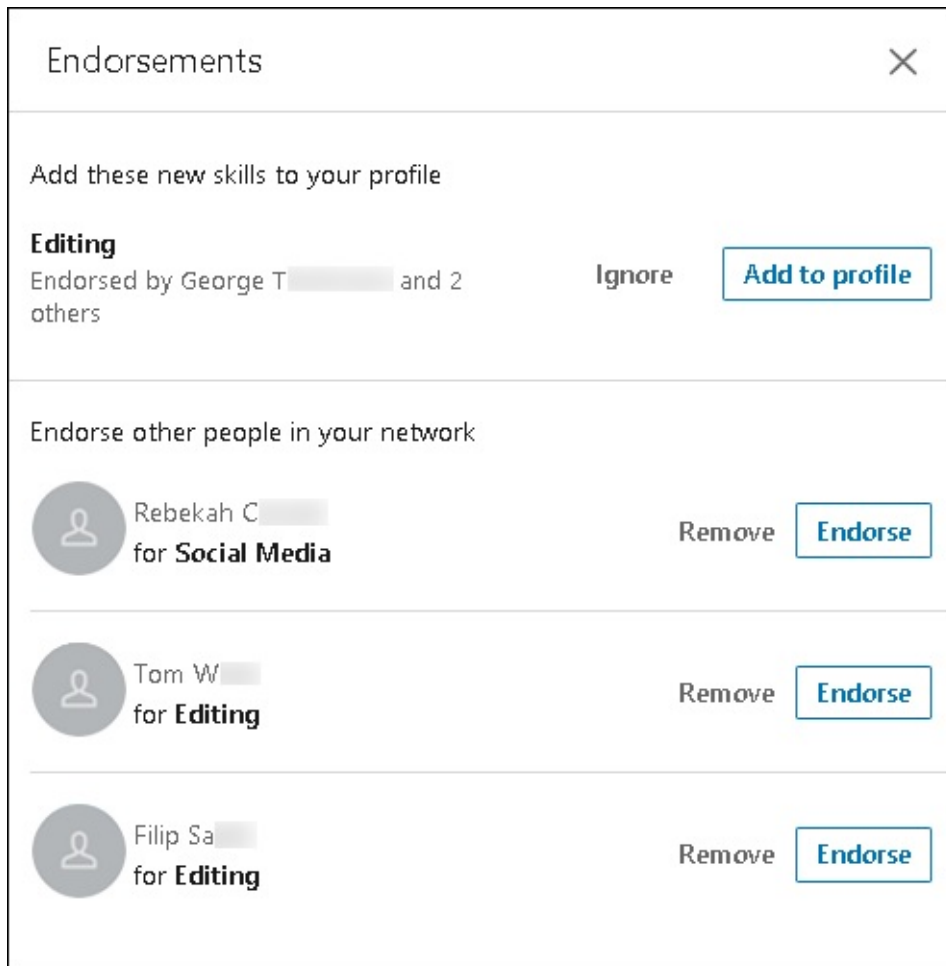 Endorsements
Add these new skills to your profile
Editing
Endorsed by George T and 2
others
Ignore
Add to profile
Endorse other people in your network
Rebekah C
for Social Media
Remove
Endorse
Tom W
for Editing
Remove
Endorse
Filip Sa
for Editing
Remove
Endorse